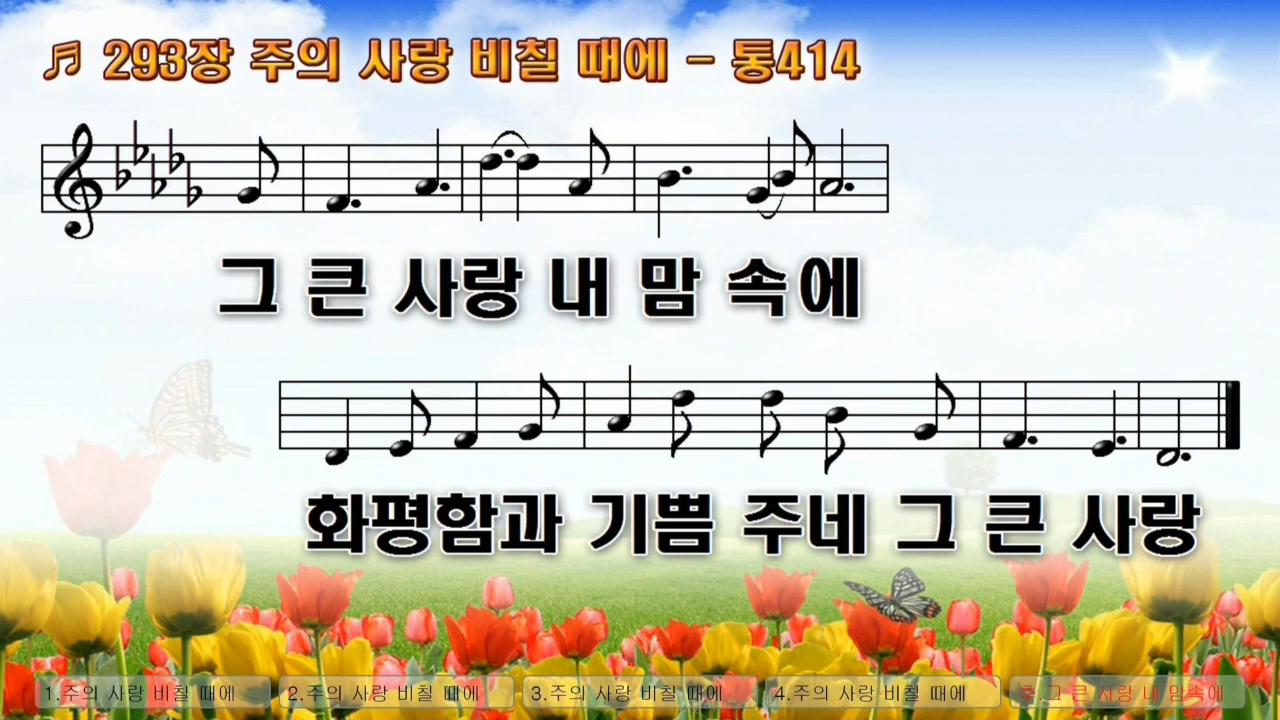 ♬ 293장 주의 사랑 비칠 때에 - 통414
그 큰 사랑 내 맘 속에
화평함과 기쁨 주네 그 큰 사랑
1.주의 사랑 비칠 때에 2.주의 사랑 비칠 때에 3.주의 사랑 비칠 때에 4.주의 사랑 비칠 때에 후.그 큰 사랑 내 맘속에